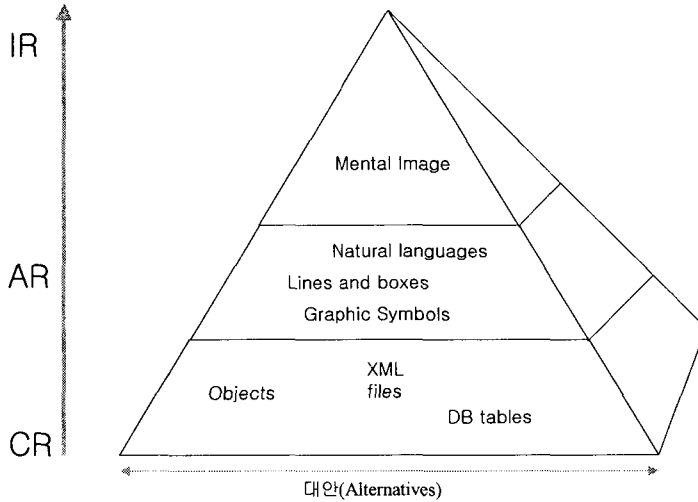 IR
Mental Image
Natural languages
AR
Lines and boxes
Graphic Symbols
XML
files
Objects
DB tables
CR
대안(Alternatives)